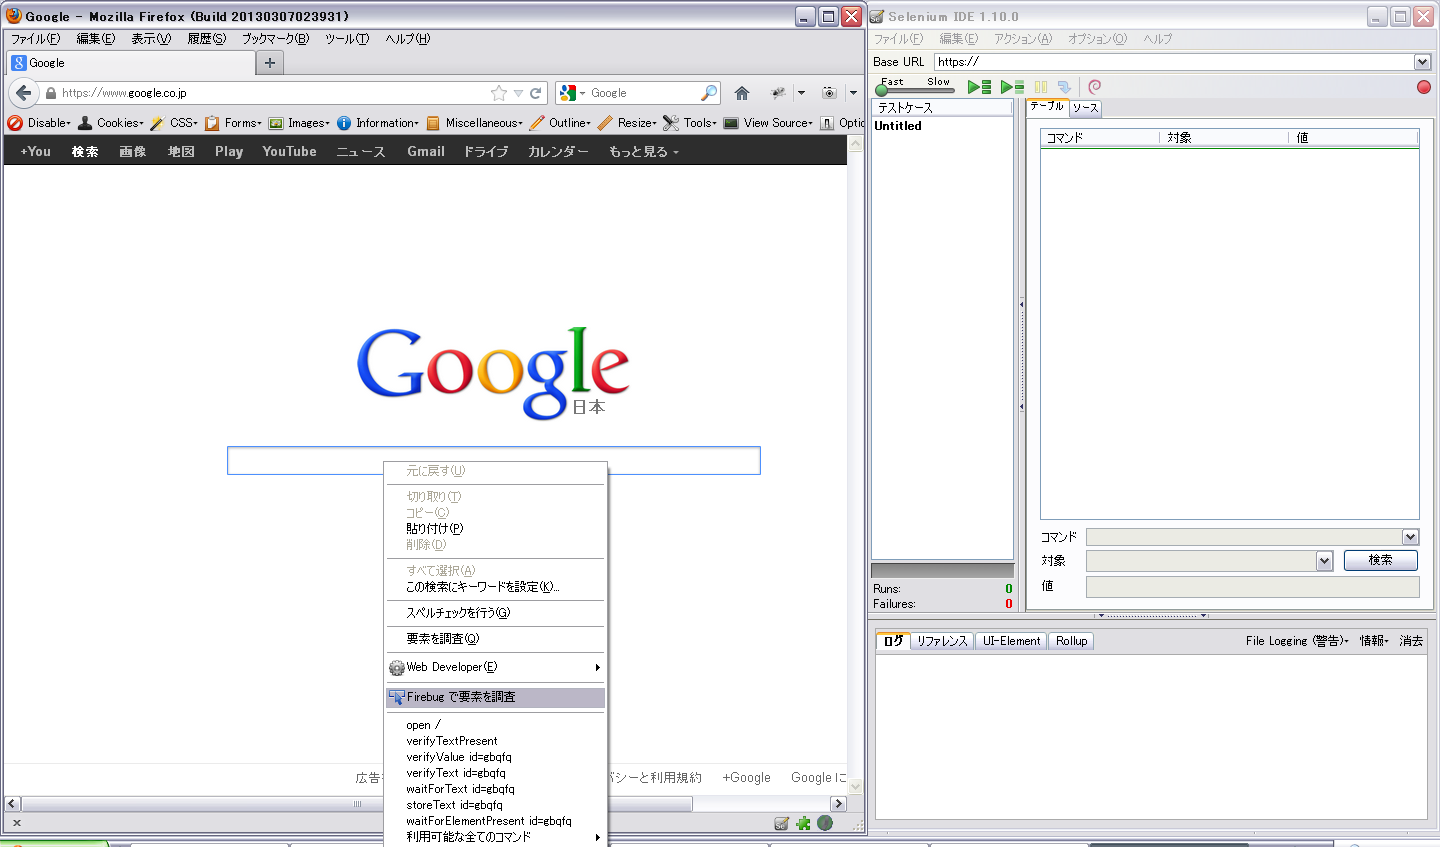 Google - Mozilla Firefox (Build 20130307023931)
ファイル(F) 編集(E) 表示(V) 履歴(S) ブックマーク(B) ツール(T) ヘルプ(H)
Google
https://www.google.co.jp
Google
Disable Cookies CSS Forms Images Information Miscellaneous Outline Resize Tools View Source Optio
+You 検索 画像 地図 Play YouTube ニュース Gmail ドライブ カレンダー もっと見る
Google
日本
元に戻す(U)
切り取り(T)
コピー(C)
貼り付け(P)
削除(D)
すべて選択(A)
この検索にキーワードを設定(K)...
スペルチェックを行う(G)
要素を調査(Q)
Web Developer(E)
Firebug で要素を調査
open /
verifyTextPresent
verifyValue id=gbqfq
verifyText id=gbqfq
waitForText id=gbqfq
storeText id=gbqfq
waitForElementPresent id=gbqfq
利用可能な全てのコマンド
広告 バシーと利用規約 +Google Google に
Selenium IDE 1.10.0
ファイル(F) 編集(E) アクション(A) オプション(O) ヘルプ
Base URL https://
Fast Slow
テストケース
Untitled
Runs: 0
Failures: 0
テーブル ソース
コマンド 対象 値
コマンド
対象 検索
値
ログ リファレンス UI-Element Rollup File Logging (警告) 情報 消去